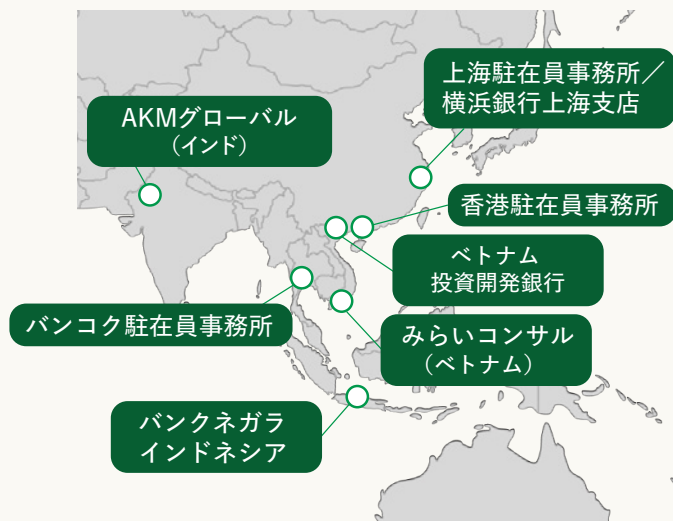 上海駐在員事務所／
横浜銀行上海支店
AKMグローバル
（インド）
香港駐在員事務所
ベトナム
投資開発銀行
バンコク駐在員事務所
みらいコンサル
（ベトナム）
バンクネガラ
インドネシア